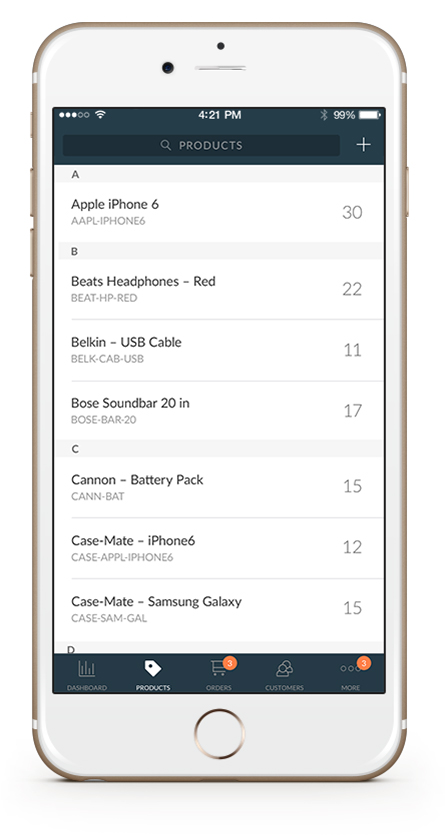 4:21 PM 99%
PRODUCTS
A
Apple iPhone 6 30
AAPL-IPHONE6
B
Beats Headphones – Red 22
BEAT-HP-RED
Belkin – USB Cable 11
BELK-CAB-USB
Bose Soundbar 20 in 17
BOSE-BAR-20
C
Cannon – Battery Pack 15
CANN-BAT
Case-Mate – iPhone6 12
CASE-APPL-IPHONE6
Case-Mate – Samsung Galaxy 15
CASE-SAM-GAL
D
3 3
DASHBOARD PRODUCTS ORDERS CUSTOMERS MORE